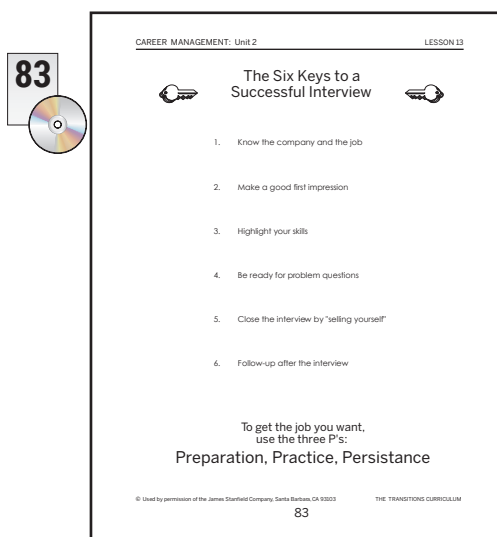 83
CAREER MANAGEMENT: Unit 2 LESSON 13
The Six Keys to a
Successful Interview
1. Know the company and the job
2. Make a good first impression
3. Highlight your skills
4. Be ready for problem questions
5. Close the interview by "selling yourself"
6. Follow-up after the interview
To get the job you want,
use the three P's:
Preparation, Practice, Persistance
© Used by permission of the James Stanfield Company, Santa Barbara, CA 93103 THE TRANSITIONS CURRICULUM
83